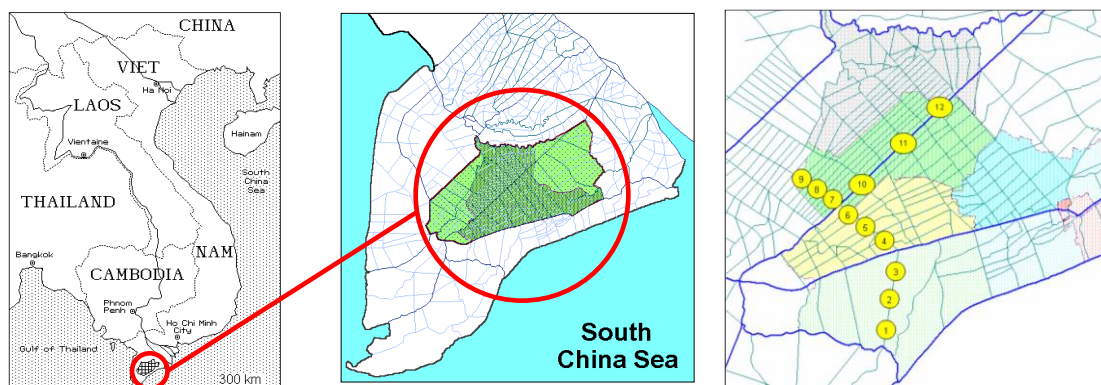 CHINA
VIET
Ha Noi
LAOS
Hainam
Vientaine
South
China
Sea
THAILAND
NAM
Bangkok
CAMBODIA
Phnom
Penh
Ho Chi Minh
City
Gulf of Thailand
300 km
South
China Sea
12
11
10
9
8
7
6
5
4
3
2
1